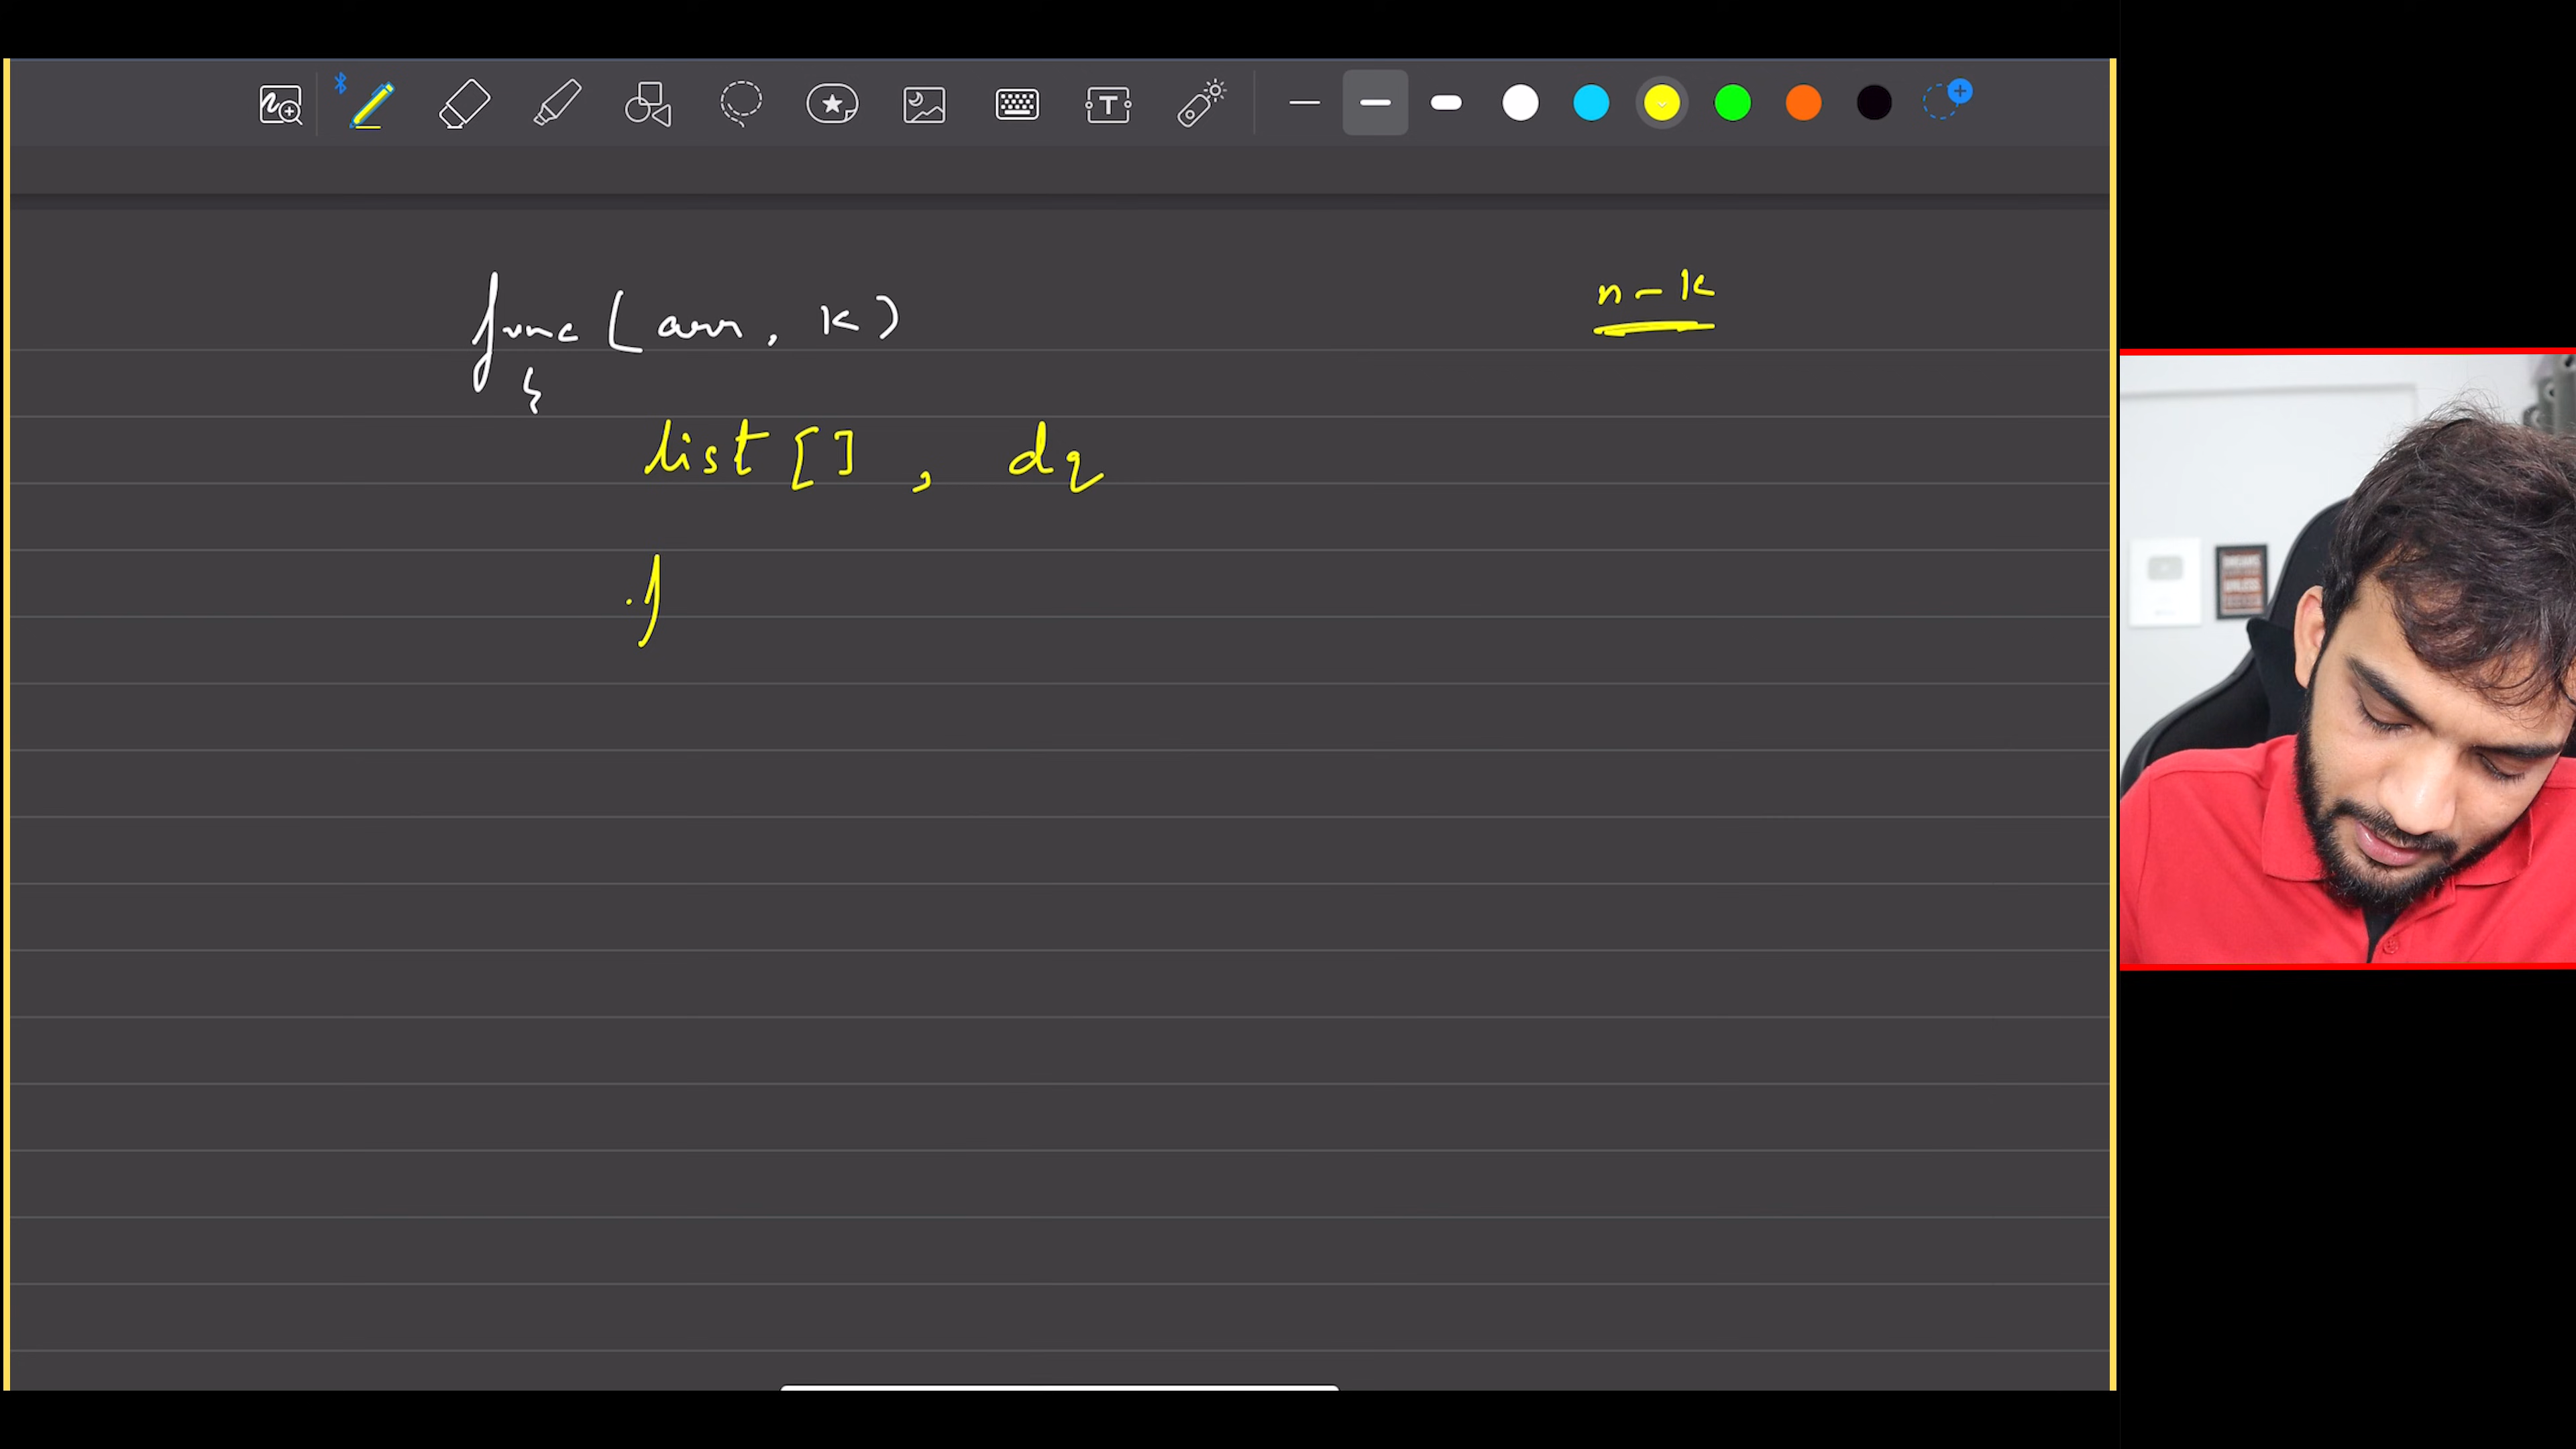 func(arr, k)
{
list[] , dq
f
n-k